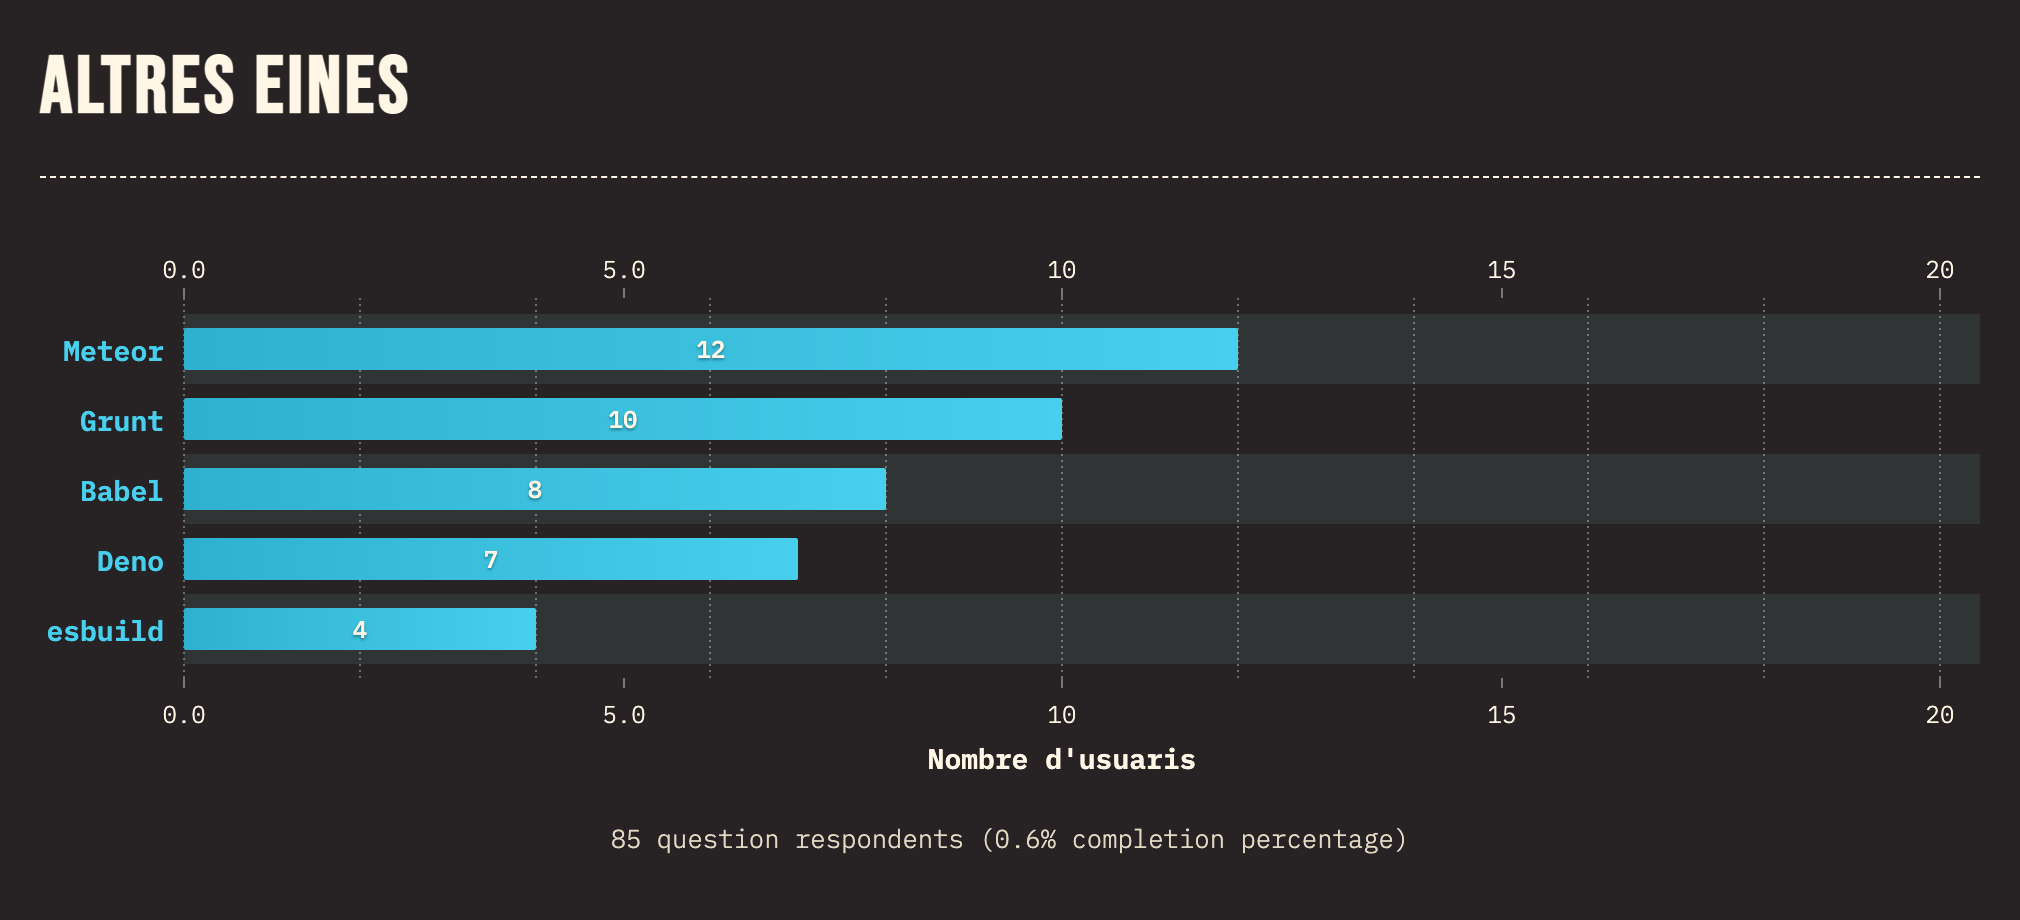 ALTRES EINES
0.0 5.0 10 15 20
Meteor 12
Grunt 10
Babel 8
Deno 7
esbuild 4
0.0 5.0 10 15 20
Nombre d'usuaris
85 question respondents (0.6% completion percentage)